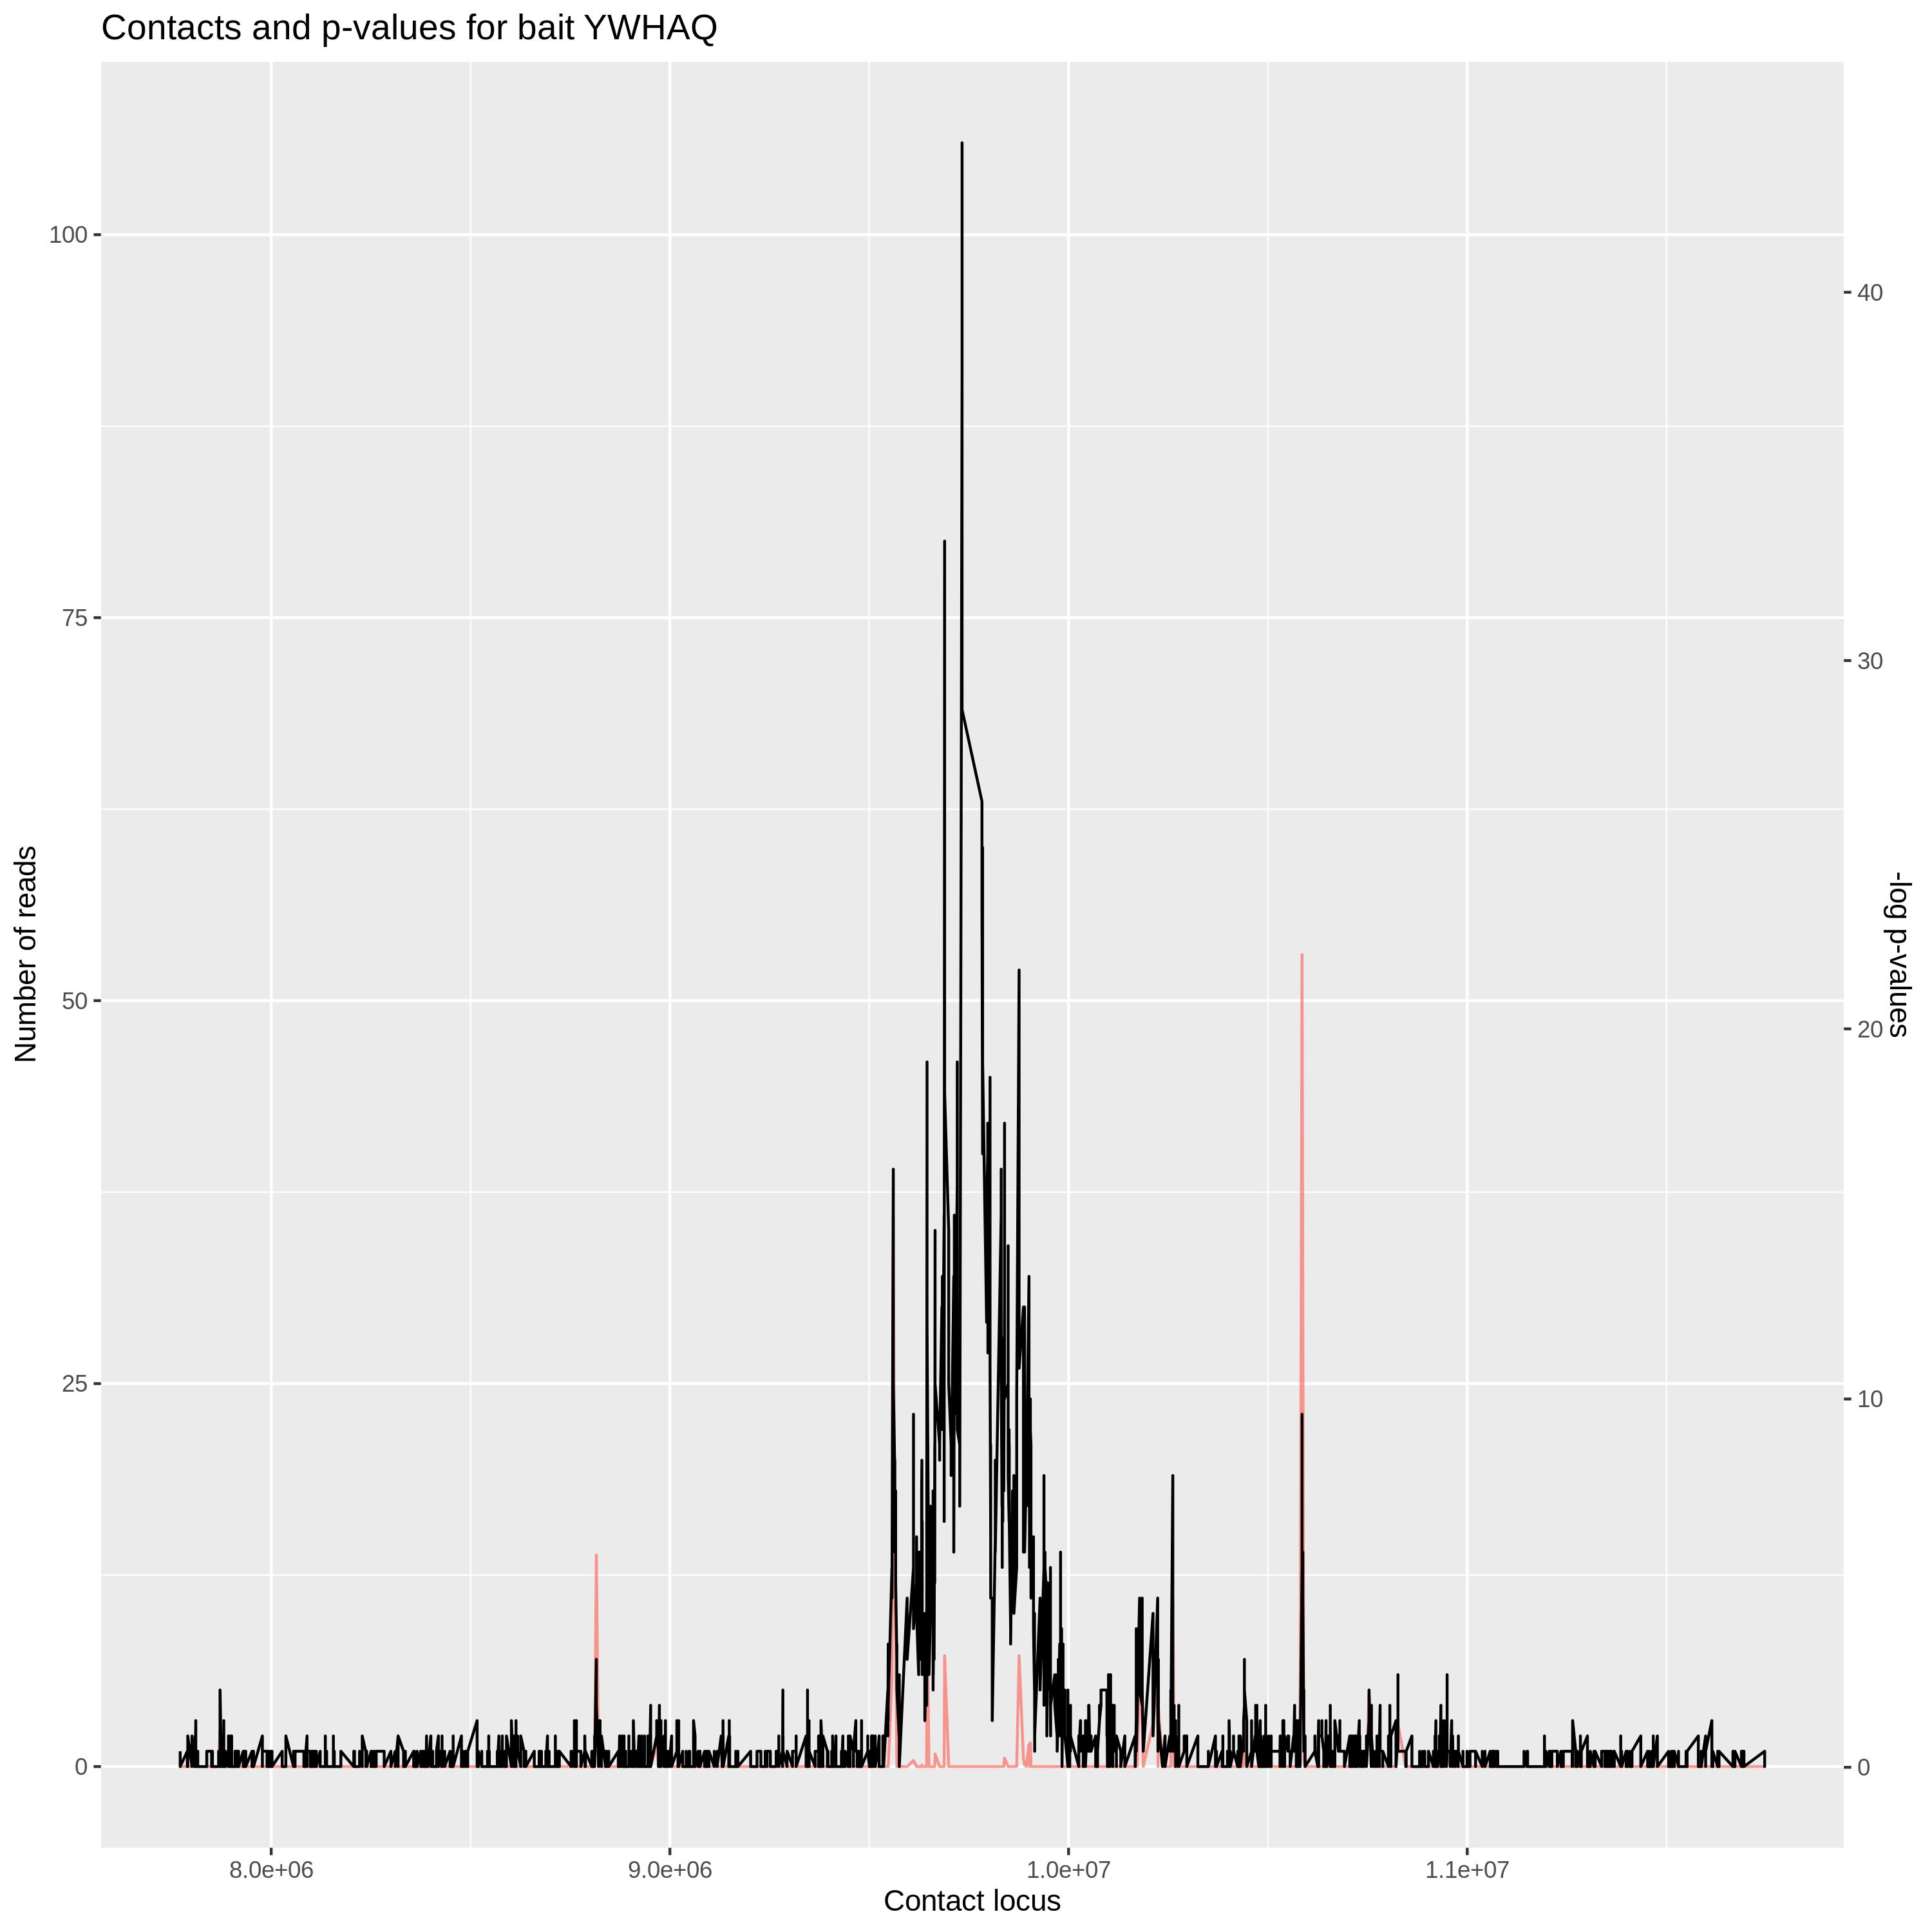 Contacts and p-values for bait YWHAQ
100
75
50
25
0
Number of reads
40
30
20
10
0
-log p-values
8.0e+06
9.0e+06
1.0e+07
1.1e+07
Contact locus